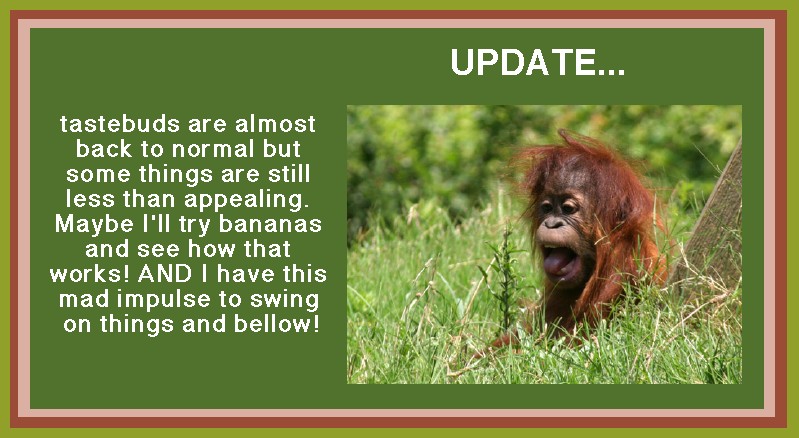 UPDATE...
tastebuds are almost
back to normal but
some things are still
less than appealing.
Maybe I'll try bananas
and see how that
works! AND I have this
mad impulse to swing
on things and bellow!